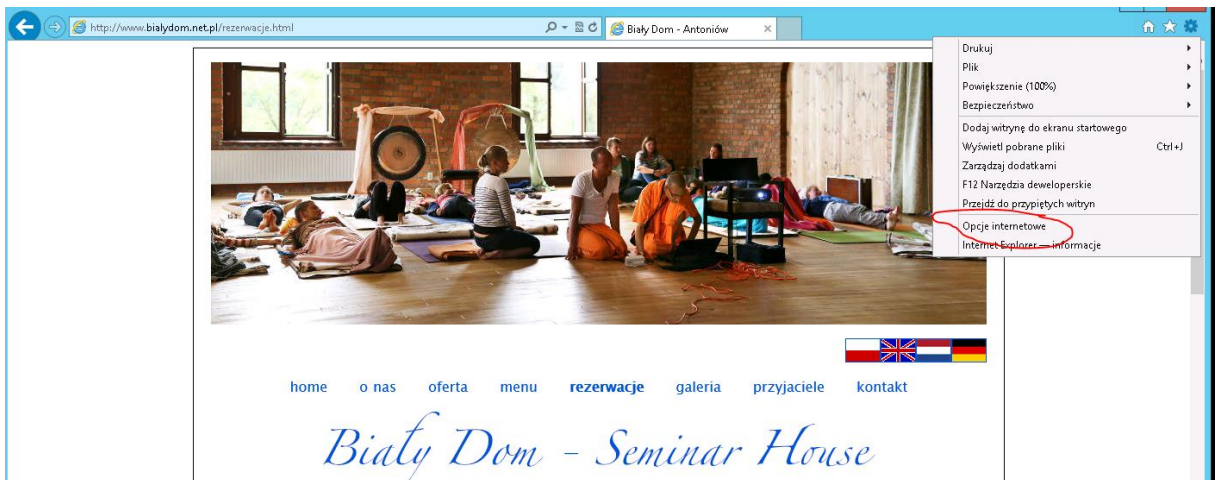 http://www.bialydom.net.pl/rezerwacje.html
Biały Dom - Antoniów
Drukuj
Plik
Powiększenie (100%)
Bezpieczeństwo
Dodaj witrynę do ekranu startowego
Wyświetl pobrane pliki Ctrl+J
Zarządzaj dodatkami
F12 Narzędzia deweloperskie
Przejdź do przypiętych witryn
Opcje internetowe
Internet Explorer — informacje
home o nas oferta menu rezerwacje galeria przyjaciele kontakt
Biały Dom - Seminar House